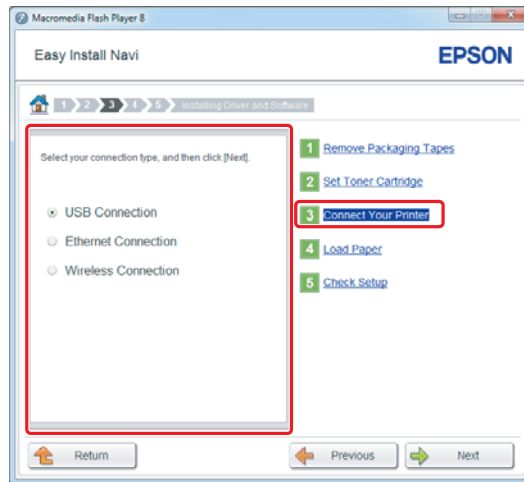 Macromedia Flash Player 8
Easy Install Navi
EPSON
1 2 3 4 5 Installing Driver and Software
Select your connection type, and then click [Next].
USB Connection
Ethernet Connection
Wireless Connection
1 Remove Packaging Tapes
2 Set Toner Cartridge
3 Connect Your Printer
4 Load Paper
5 Check Setup
Return
Previous
Next